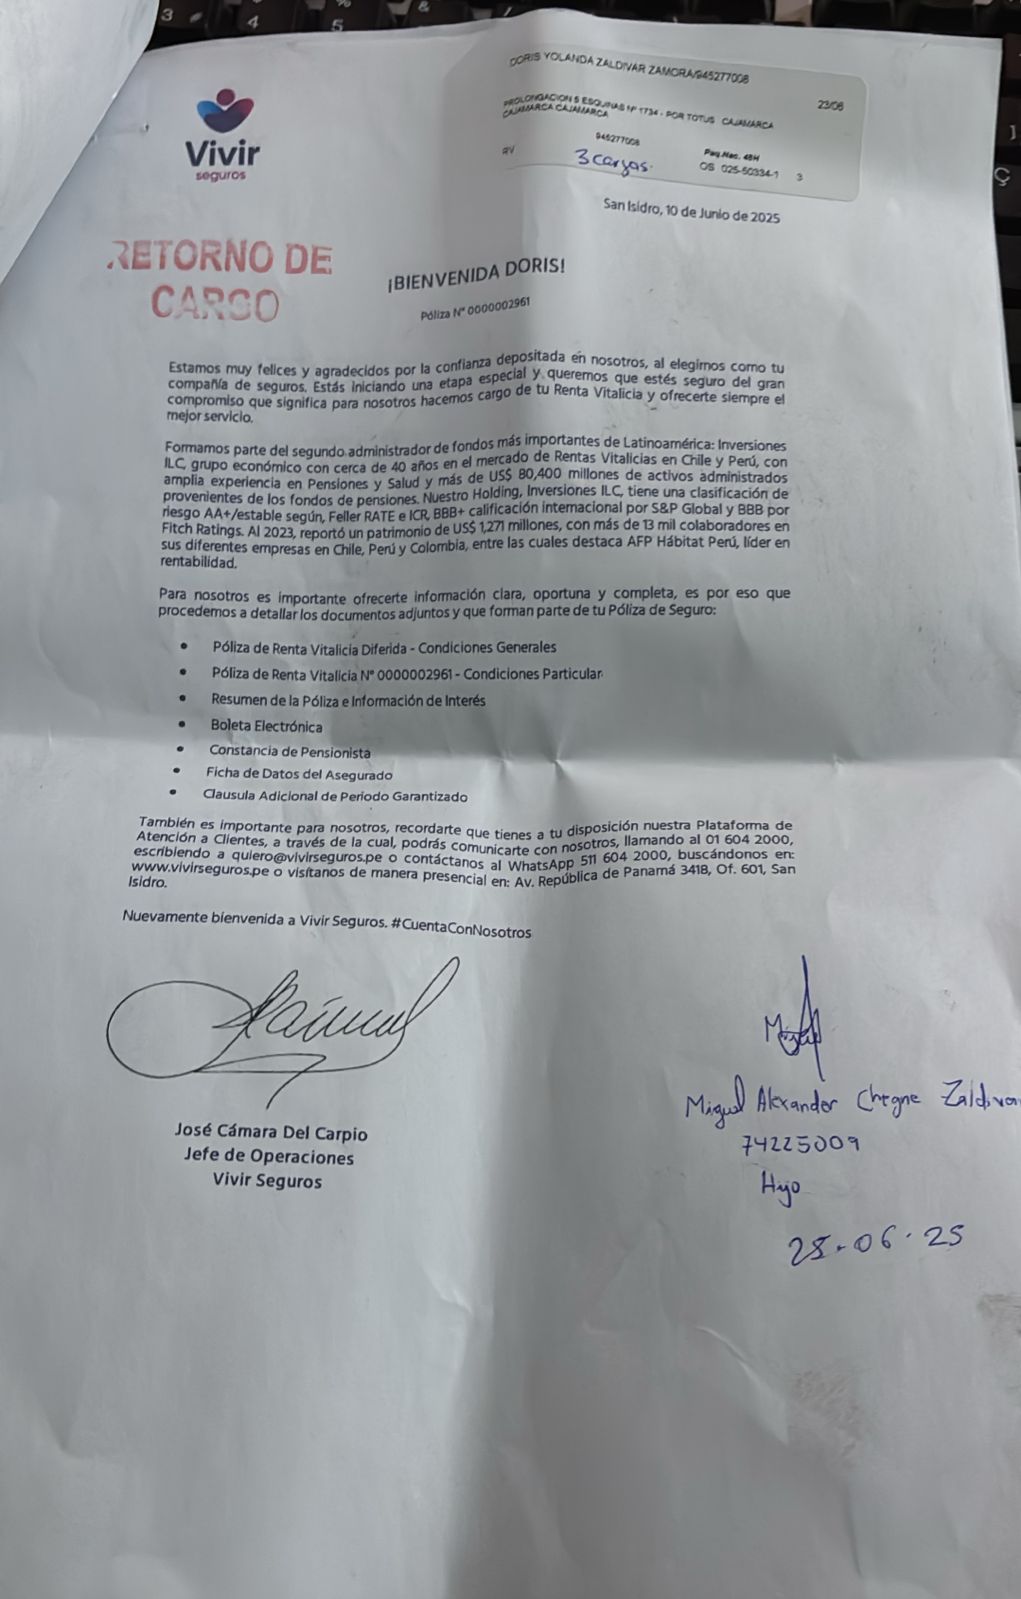 DORIS YOLANDA ZALDIVAR ZAMORA/945277008
23/06
PROLONGACION 5 ESQUINAS Nº 1734 - POR TOTUS CAJAMARCA
CAJAMARCA CAJAMARCA
945277008
Paq.Nac. 48H
RV
3 cargas.
OS 025-50334-1 3
Vivir
seguros
San Isidro, 10 de Junio de 2025
RETORNO DE
CARGO
¡BIENVENIDA DORIS!
Póliza N° 0000002961
Estamos muy felices y agradecidos por la confianza depositada en nosotros, al elegirnos como tu
compañía de seguros. Estás iniciando una etapa especial y queremos que estés seguro del gran
compromiso que significa para nosotros hacernos cargo de tu Renta Vitalicia y ofrecerte siempre el
mejor servicio.
Formamos parte del segundo administrador de fondos más importantes de Latinoamérica: Inversiones
ILC, grupo económico con cerca de 40 años en el mercado de Rentas Vitalicias en Chile y Perú, con
amplia experiencia en Pensiones y Salud y más de US$ 80,400 millones de activos administrados
provenientes de los fondos de pensiones. Nuestro Holding, Inversiones ILC, tiene una clasificación de
riesgo AA+/estable según, Feller RATE e ICR, BBB+ calificación internacional por S&P Global y BBB por
Fitch Ratings. Al 2023, reportó un patrimonio de US$ 1,271 millones, con más de 13 mil colaboradores en
sus diferentes empresas en Chile, Perú y Colombia, entre las cuales destaca AFP Hábitat Perú, líder en
rentabilidad.
Para nosotros es importante ofrecerte información clara, oportuna y completa, es por eso que
procedemos a detallar los documentos adjuntos y que forman parte de tu Póliza de Seguro:
• Póliza de Renta Vitalicia Diferida - Condiciones Generales
• Póliza de Renta Vitalicia N° 0000002961 - Condiciones Particular
• Resumen de la Póliza e Información de Interés
• Boleta Electrónica
• Constancia de Pensionista
• Ficha de Datos del Asegurado
• Clausula Adicional de Periodo Garantizado
También es importante para nosotros, recordarte que tienes a tu disposición nuestra Plataforma de
Atención a Clientes, a través de la cual, podrás comunicarte con nosotros, llamando al 01 604 2000,
escribiendo a quiero@vivirseguros.pe o contáctanos al WhatsApp 511 604 2000, buscándonos en:
www.vivirseguros.pe o visítanos de manera presencial en: Av. República de Panamá 3418, Of. 601, San
Isidro.
Nuevamente bienvenida a Vivir Seguros. #CuentaConNosotros
José Cámara Del Carpio
Jefe de Operaciones
Vivir Seguros
Miguel Alexander Chegne Zaldivar
74225009
Hijo
28-06-25